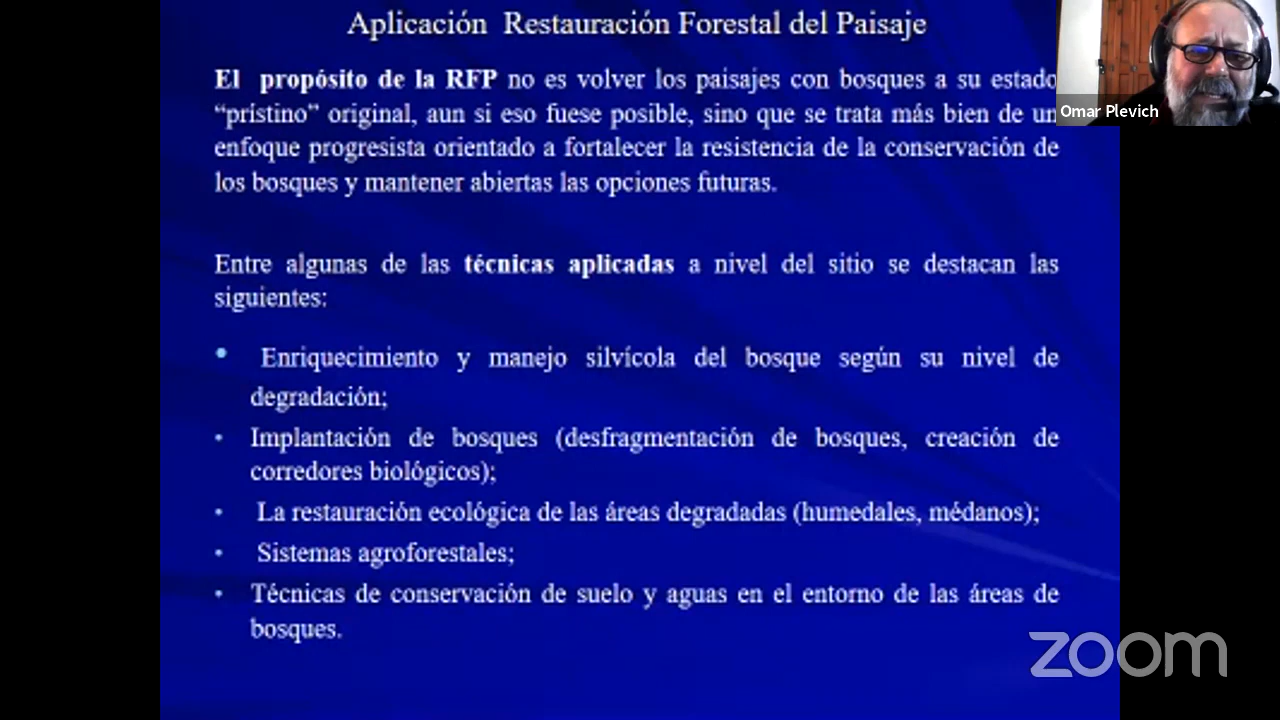 Aplicación Restauración Forestal del Paisaje
El propósito de la RFP no es volver los paisajes con bosques a su estado
“prístino” original, aun si eso fuese posible, sino que se trata más bien de un
enfoque progresista orientado a fortalecer la resistencia de la conservación de
los bosques y mantener abiertas las opciones futuras.
Entre algunas de las técnicas aplicadas a nivel del sitio se destacan las
siguientes:
• Enriquecimiento y manejo silvícola del bosque según su nivel de
degradación;
• Implantación de bosques (desfragmentación de bosques, creación de
corredores biológicos);
• La restauración ecológica de las áreas degradadas (humedales, médanos);
• Sistemas agroforestales;
• Técnicas de conservación de suelo y aguas en el entorno de las áreas de
bosques.
Omar Plevich
zoom